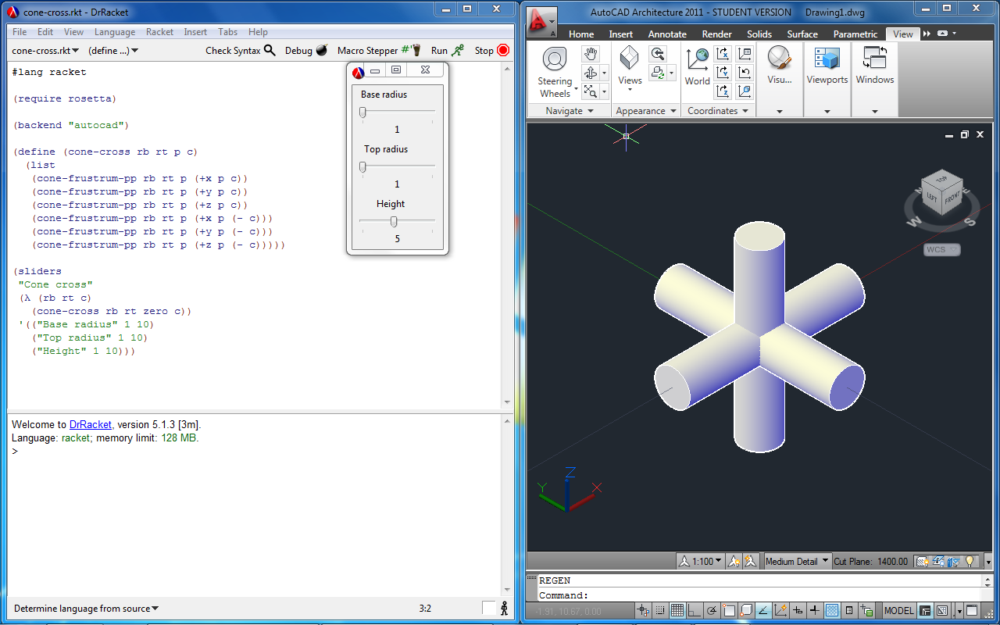 cone-cross.rkt - DrRacket
File Edit View Language Racket Insert Tabs Help
cone-cross.rkt (define ...) Check Syntax Debug Macro Stepper #' Run Stop
#lang racket
(require rosetta)
(backend "autocad")
(define (cone-cross rb rt p c)
(list
(cone-frustrum-pp rb rt p (+x p c))
(cone-frustrum-pp rb rt p (+y p c))
(cone-frustrum-pp rb rt p (+z p c))
(cone-frustrum-pp rb rt p (+x p (- c)))
(cone-frustrum-pp rb rt p (+y p (- c)))
(cone-frustrum-pp rb rt p (+z p (- c)))))
(sliders
"Cone cross"
(λ (rb rt c)
(cone-cross rb rt zero c))
'(("Base radius" 1 10)
("Top radius" 1 10)
("Height" 1 10)))
Base radius
1
Top radius
1
Height
5
Welcome to DrRacket, version 5.1.3 [3m].
Language: racket; memory limit: 128 MB.
>
Determine language from source 3:2
AutoCAD Architecture 2011 - STUDENT VERSION Drawing1.dwg
Home Insert Annotate Render Solids Surface Parametric View
Steering Wheels
Views
World
Visu...
Viewports
Windows
Navigate Appearance Coordinates
TOP
LEFT FRONT
N E
W S
WCS
Z
Y X
1:100 Medium Detail Cut Plane: 1400.00
REGEN
Command:
-1.91, 10.67, 0.00 MODEL